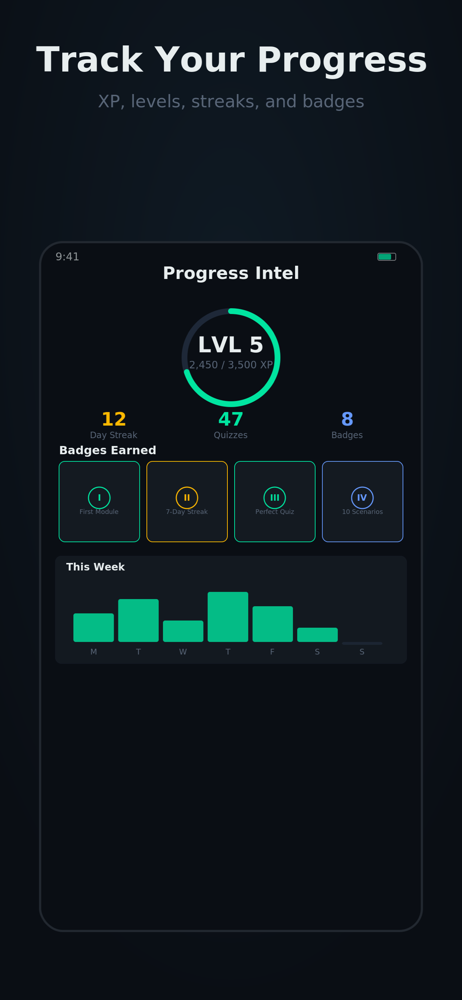 Track Your Progress
XP, levels, streaks, and badges
9:41
Progress Intel
LVL 5
2,450 / 3,500 XP
12 47 8
Day Streak Quizzes Badges
Badges Earned
I II III IV
First Module 7-Day Streak Perfect Quiz 10 Scenarios
This Week
M T W T F S S